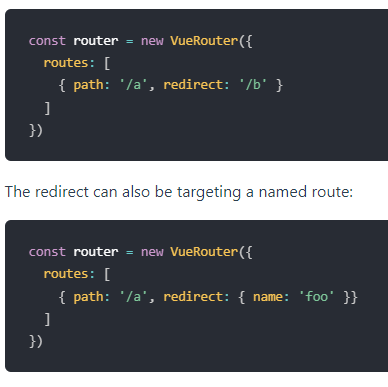 const router = new VueRouter({
  routes: [
    { path: '/a', redirect: '/b' }
  ]
})
The redirect can also be targeting a named route:
const router = new VueRouter({
  routes: [
    { path: '/a', redirect: { name: 'foo' }}
  ]
})